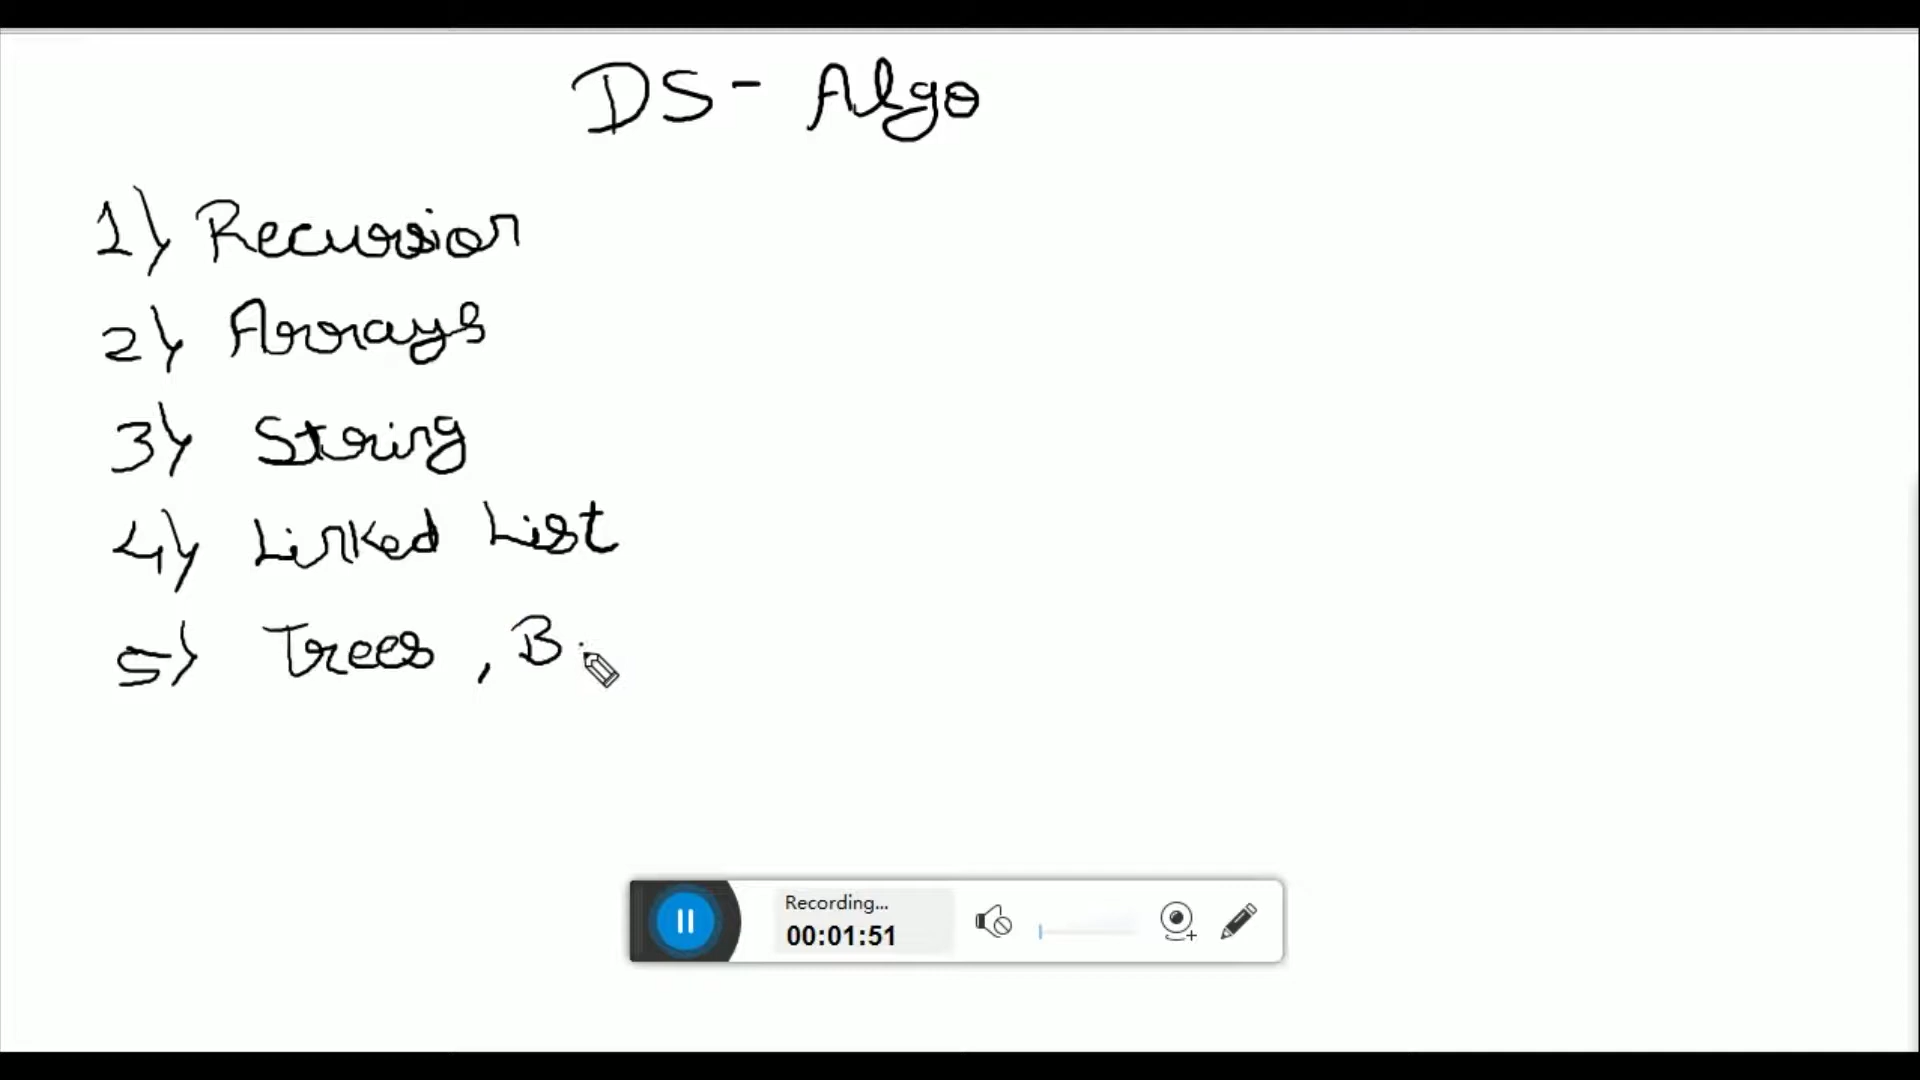 DS - Algo
1) Recursion
2) Arrays
3) String
4) Linked List
5) Trees , B
Recording...
00:01:51